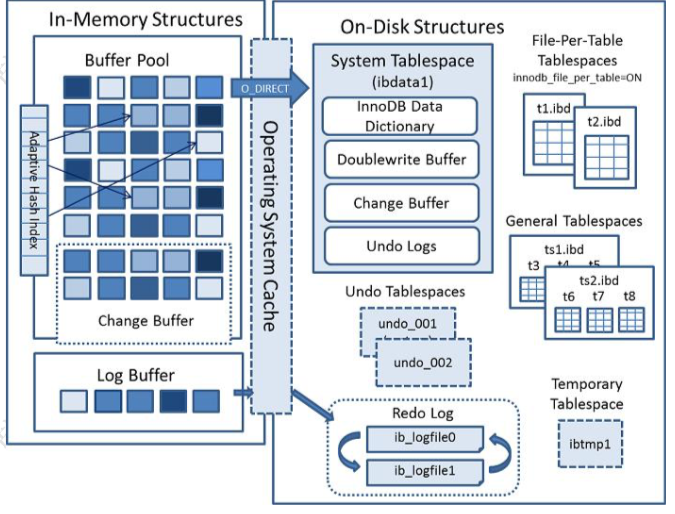 In-Memory Structures
Buffer Pool
Adaptive Hash Index
Change Buffer
Log Buffer
O_DIRECT
Operating System Cache
On-Disk Structures
System Tablespace
(ibdata1)
InnoDB Data
Dictionary
Doublewrite Buffer
Change Buffer
Undo Logs
File-Per-Table
Tablespaces
innodb_file_per_table=ON
t1.ibd
t2.ibd
General Tablespaces
ts1.ibd
t3 t4 t5
ts2.ibd
t6 t7 t8
Undo Tablespaces
undo_001
undo_002
Redo Log
ib_logfile0
ib_logfile1
Temporary
Tablespace
ibtmp1